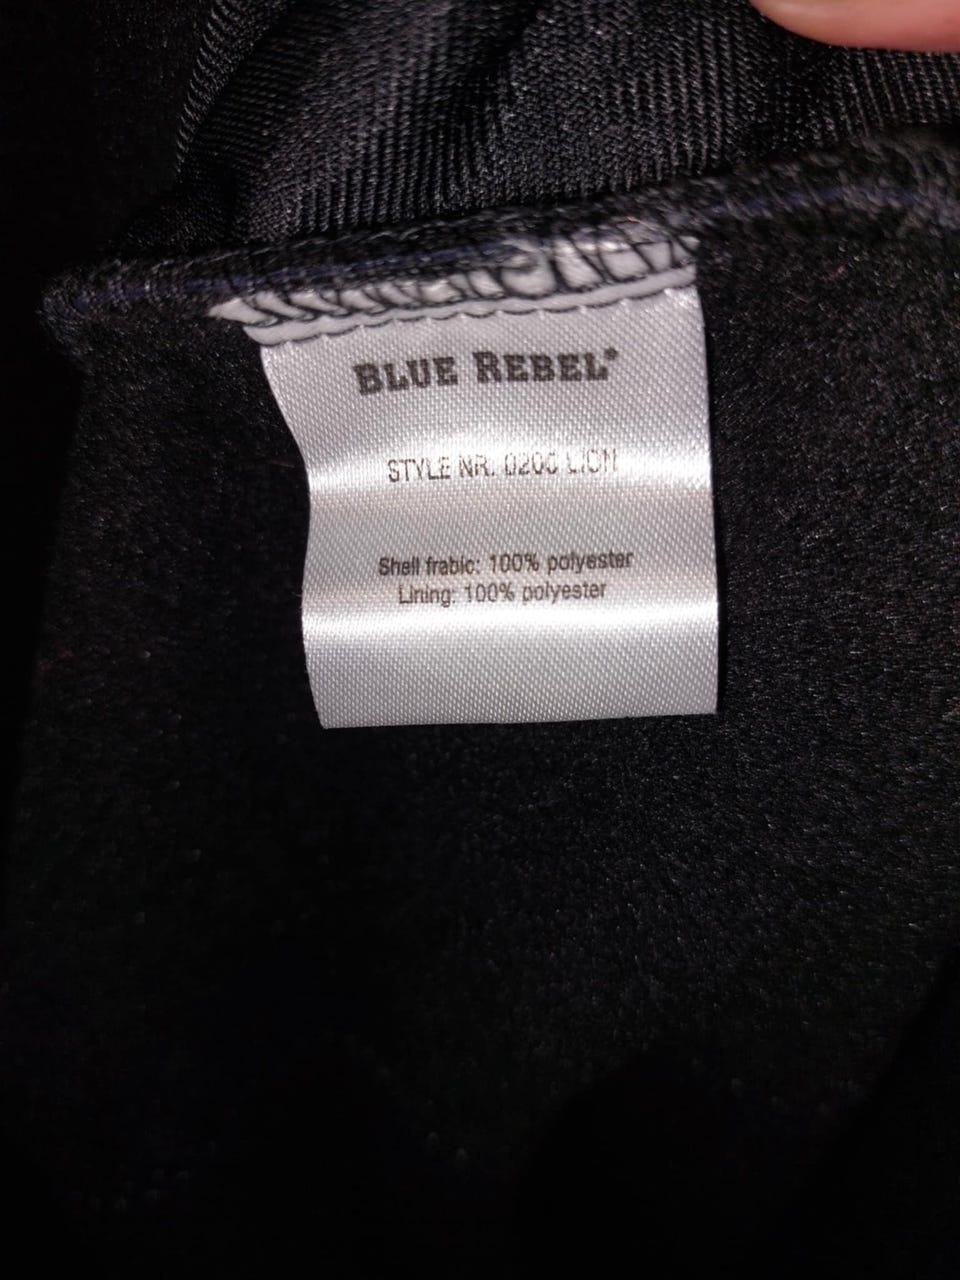 BLUE REBEL®
STYLE NR. 0200 LION
Shell frabic: 100% polyester
Lining: 100% polyester